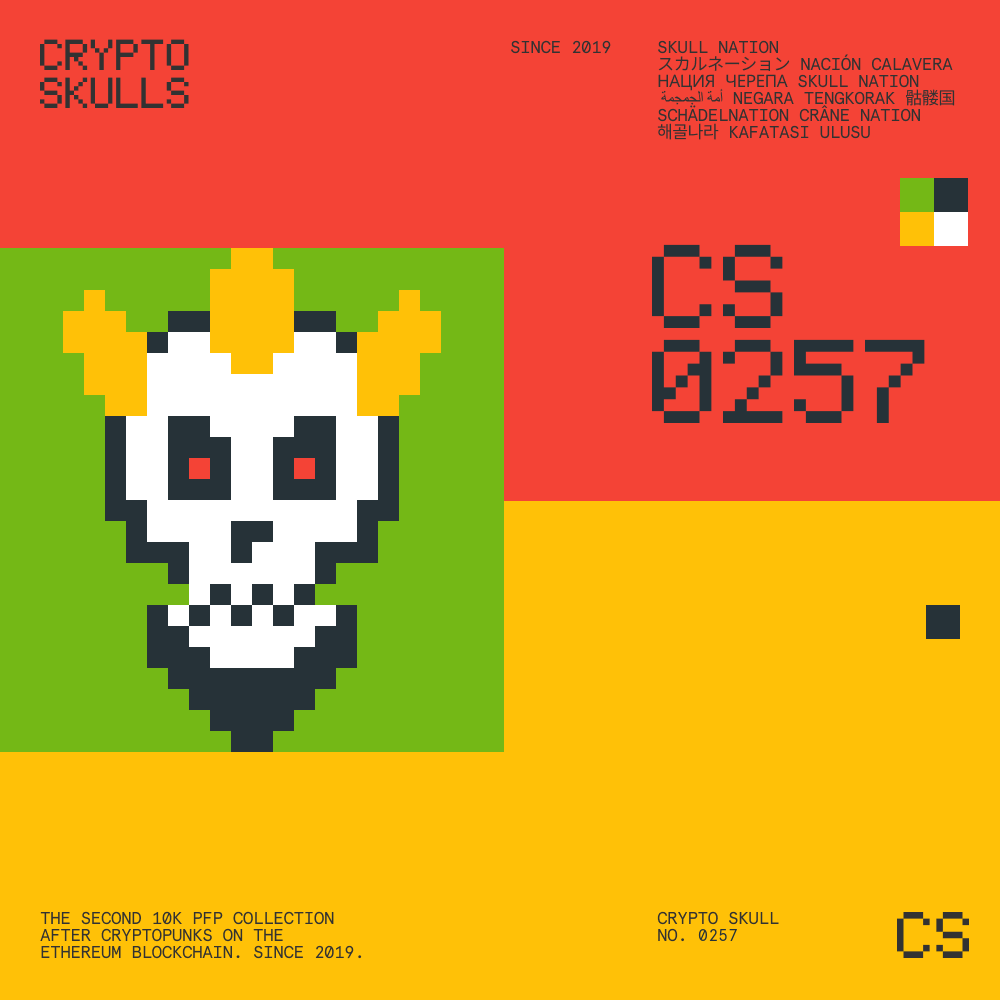 CRYPTO
SKULLS
SINCE 2019
SKULL NATION
スカルネーション NACIÓN CALAVERA
НАЦИЯ ЧЕРЕПА SKULL NATION
أمة الجمجمة NEGARA TENGKORAK 骷髅国
SCHÄDELNATION CRÂNE NATION
해골나라 KAFATASI ULUSU
CS
0257
THE SECOND 10K PFP COLLECTION
AFTER CRYPTOPUNKS ON THE
ETHEREUM BLOCKCHAIN. SINCE 2019.
CRYPTO SKULL
NO. 0257
CS